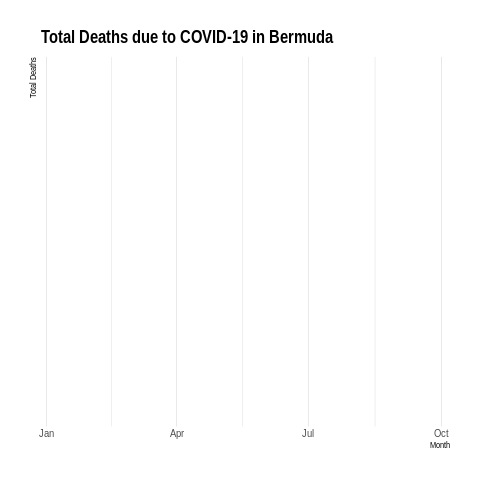 Total Deaths due to COVID-19 in Bermuda
Total Deaths
Jan Apr Jul Oct
Month